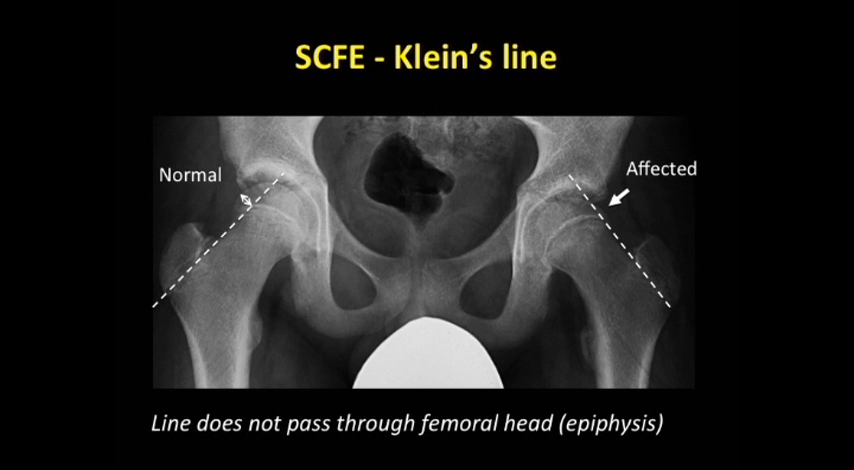 SCFE - Klein’s line
Normal
Affected
Line does not pass through femoral head (epiphysis)